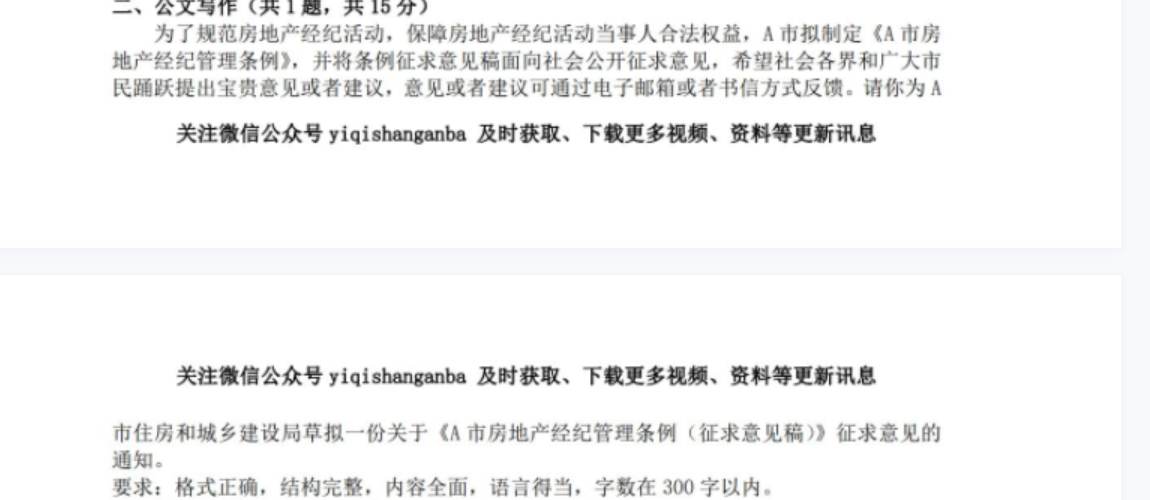 二、公文写作（共 1 题，共 15 分）
为了规范房地产经纪活动，保障房地产经纪活动当事人合法权益，A 市拟制定《A 市房
地产经纪管理条例》，并将条例征求意见稿面向社会公开征求意见，希望社会各界和广大市
民踊跃提出宝贵意见或者建议，意见或者建议可通过电子邮箱或者书信方式反馈。请你为 A
关注微信公众号 yiqishanganba 及时获取、下载更多视频、资料等更新讯息
关注微信公众号 yiqishanganba 及时获取、下载更多视频、资料等更新讯息
市住房和城乡建设局草拟一份关于《A 市房地产经纪管理条例（征求意见稿）》征求意见的
通知。
要求：格式正确，结构完整，内容全面，语言得当，字数在 300 字以内。